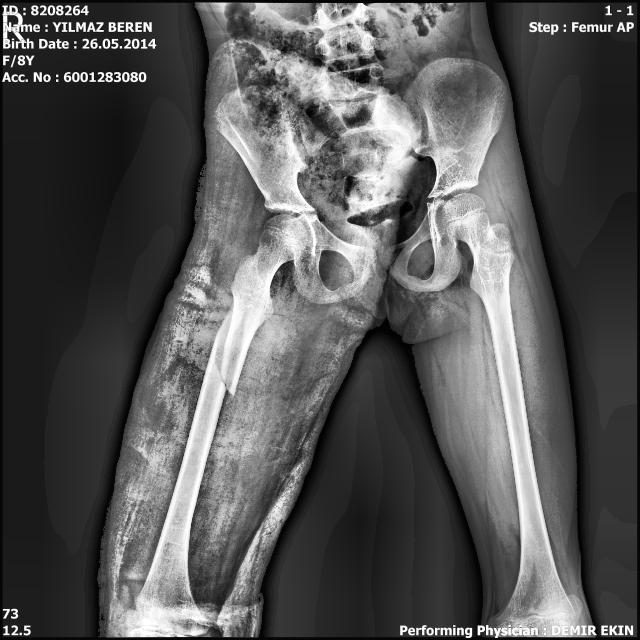 ID : 8208264
R
Name : YILMAZ BEREN
Birth Date : 26.05.2014
F/8Y
Acc. No : 6001283080
1 - 1
Step : Femur AP
73
12.5
Performing Physician : DEMIR EKIN